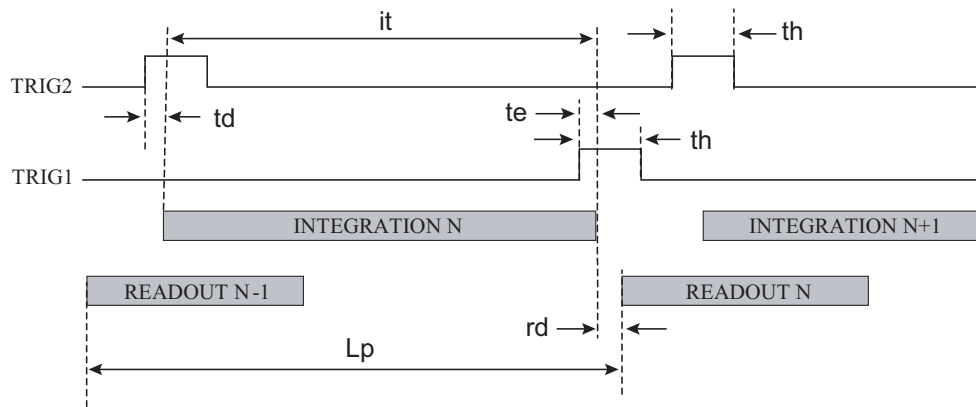 it
th
TRIG2
td
te
th
TRIG1
INTEGRATION N
INTEGRATION N+1
READOUT N-1
READOUT N
rd
Lp